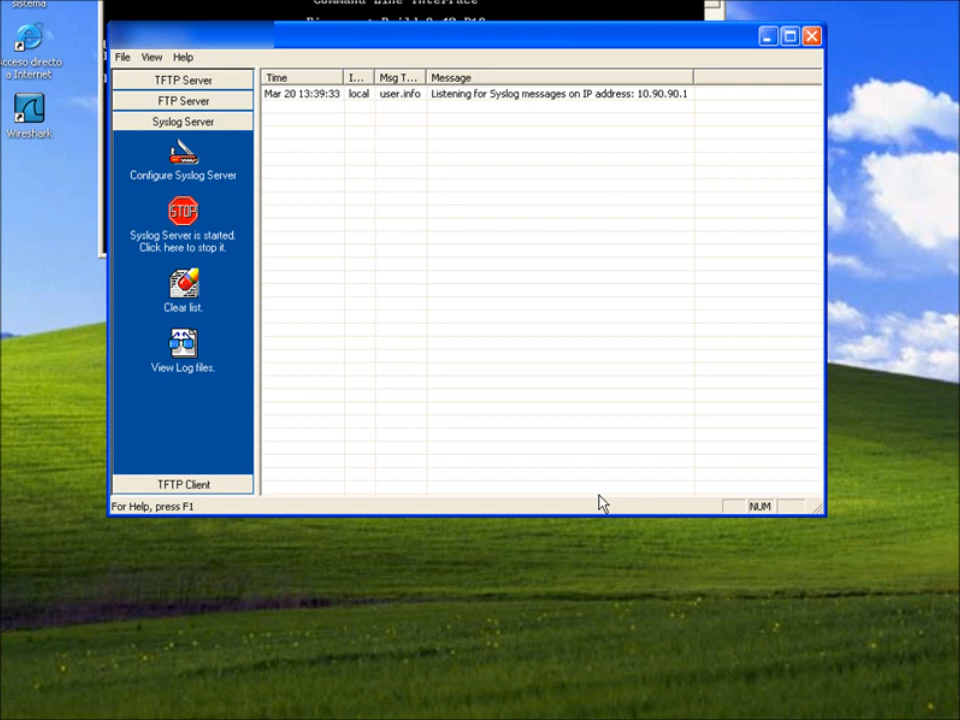 sistema
Command Line Interface
Acceso directo
a Internet
Wireshark
File View Help
TFTP Server
FTP Server
Syslog Server
Configure Syslog Server
STOP
Syslog Server is started.
Click here to stop it.
Clear list.
View Log files.
TFTP Client
Time I... Msg T... Message
Mar 20 13:39:33 local user.info Listening for Syslog messages on IP address: 10.90.90.1
For Help, press F1
NUM